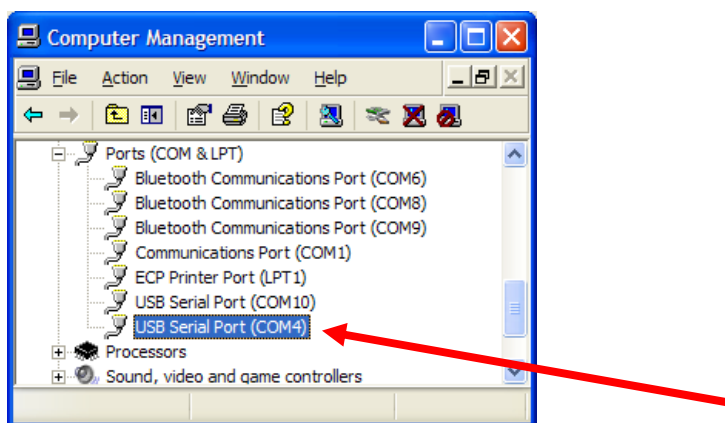 Computer Management
File Action View Window Help
Ports (COM & LPT)
Bluetooth Communications Port (COM6)
Bluetooth Communications Port (COM8)
Bluetooth Communications Port (COM9)
Communications Port (COM1)
ECP Printer Port (LPT1)
USB Serial Port (COM10)
USB Serial Port (COM4)
Processors
Sound, video and game controllers